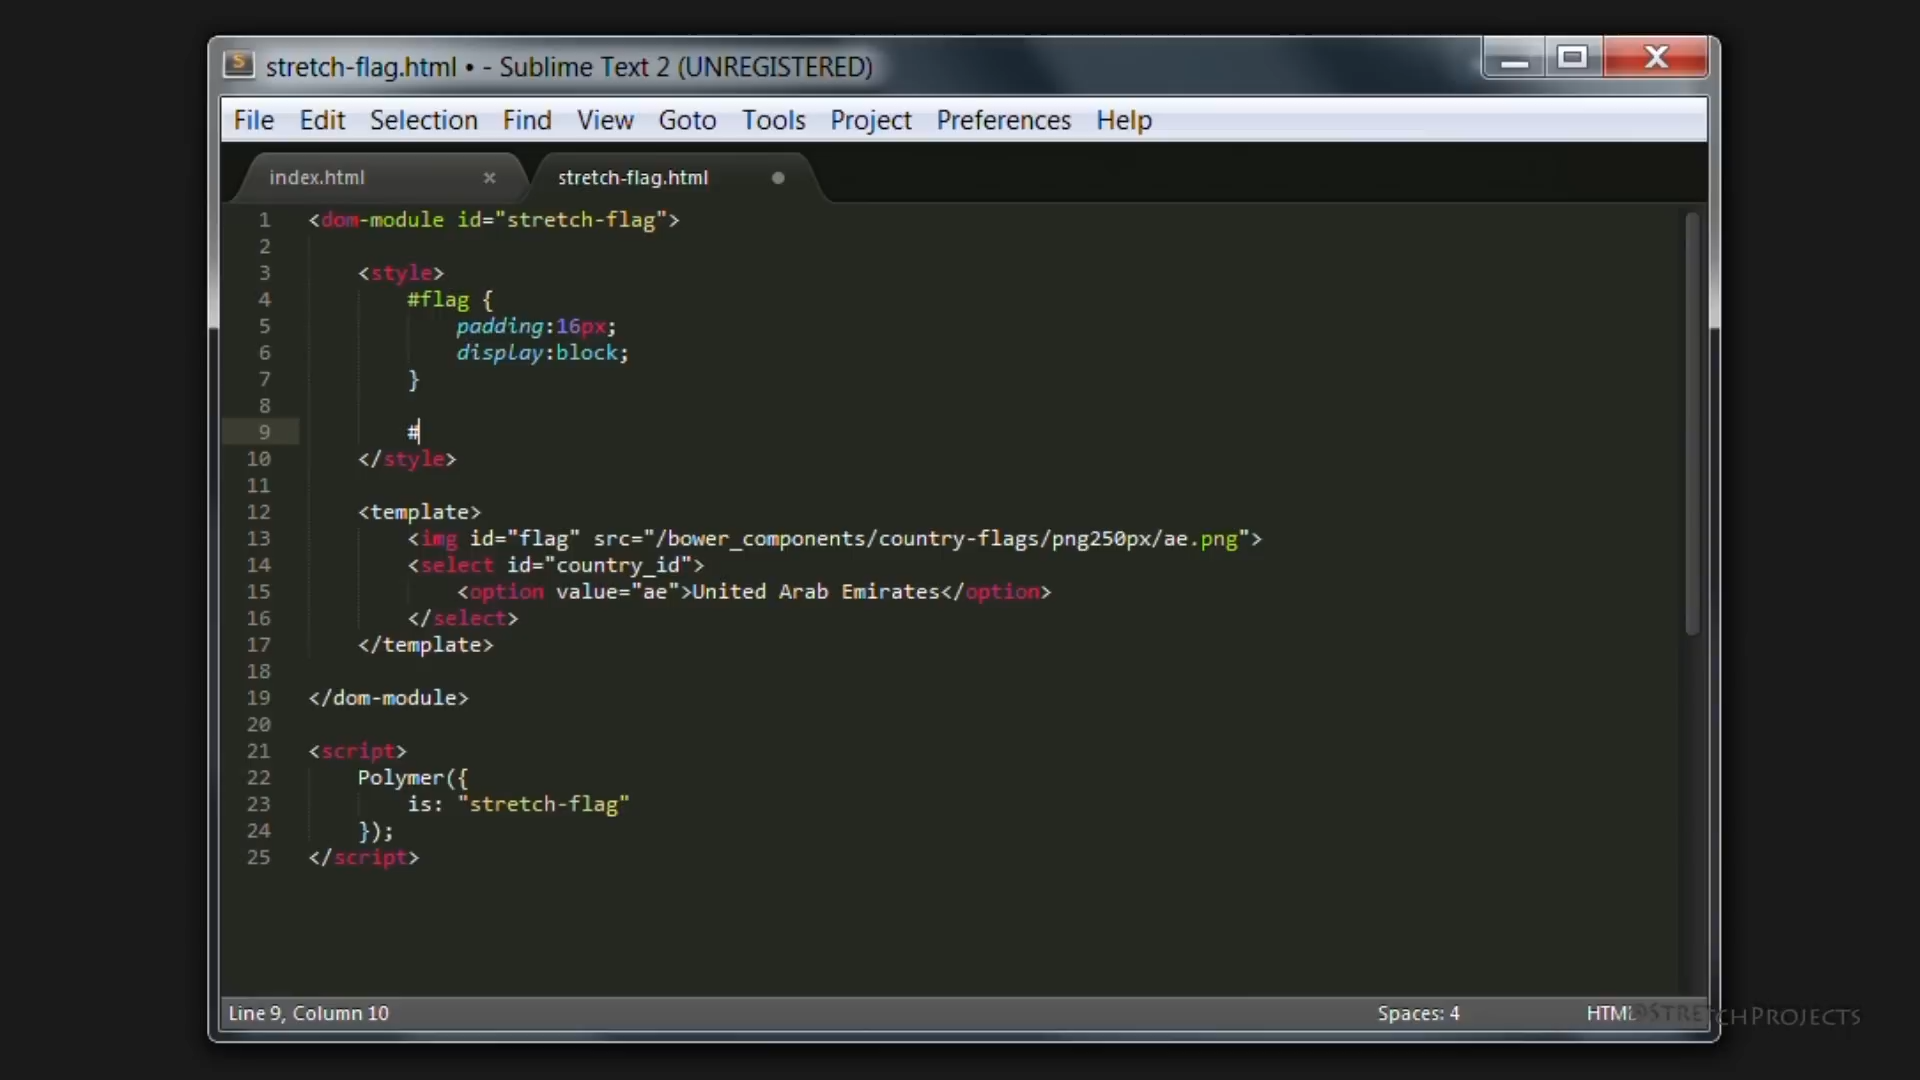 stretch-flag.html • - Sublime Text 2 (UNREGISTERED)
File Edit Selection Find View Goto Tools Project Preferences Help
index.html × stretch-flag.html
1 <dom-module id="stretch-flag">
2
3 <style>
4 #flag {
5 padding:16px;
6 display:block;
7 }
8
9 #
10 </style>
11
12 <template>
13 <img id="flag" src="/bower_components/country-flags/png250px/ae.png">
14 <select id="country_id">
15 <option value="ae">United Arab Emirates</option>
16 </select>
17 </template>
18
19 </dom-module>
20
21 <script>
22 Polymer({
23 is: "stretch-flag"
24 });
25 </script>
Line 9, Column 10 Spaces: 4 HTML @STRETCHPROJECTS